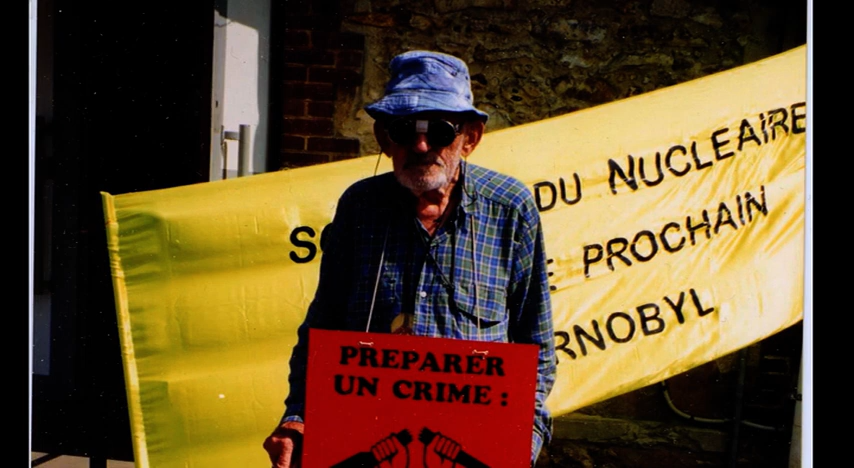 DU NUCLEAIRE
PROCHAIN
RNOBYL
PREPARER
UN CRIME :